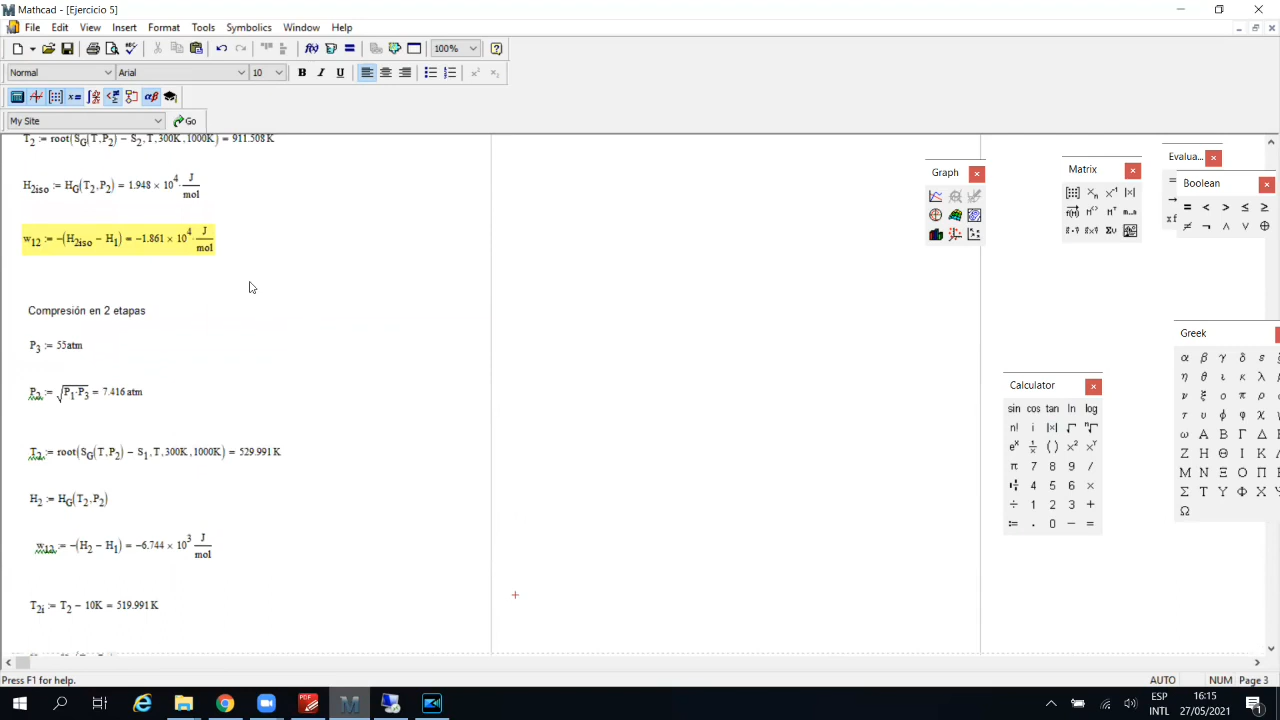 Mathcad - [Ejercicio 5]
File Edit View Insert Format Tools Symbolics Window Help
100%
Normal Arial 10 B I U
My Site Go
T2 := root(SG(T,P2) − S2,T,300K,1000K) = 911.508 K
H2iso := HG(T2,P2) = 1.948 × 10^4 · J/mol
w12 := −(H2iso − H1) = −1.861 × 10^4 · J/mol
Compresión en 2 etapas
P3 := 55atm
P2 := √(P1·P3) = 7.416 atm
T2 := root(SG(T,P2) − S1,T,300K,1000K) = 529.991 K
H2 := HG(T2,P2)
w12 := −(H2 − H1) = −6.744 × 10^3 J/mol
T2i := T2 − 10K = 519.991 K
Graph
Matrix
Evalua...
Boolean
= < > ≤ ≥
≠ ¬ ∧ ∨ ⊕
Calculator
sin cos tan ln log
n! i |×| √ ⁿ√
e^x 1/x ( ) x² x^Y
π 7 8 9 /
4 5 6 ×
÷ 1 2 3 +
:= . 0 − =
Greek
α β γ δ ε ζ
η θ ι κ λ
ν ξ ο π ρ
τ υ ϕ φ χ
ω Α Β Γ Δ Ε
Ζ Η Θ Ι Κ Λ
Μ Ν Ξ Ο Π Ρ
Σ Τ Υ Φ Χ
Ω
Press F1 for help. AUTO NUM Page 3
ESP
INTL
16:15
27/05/2021
1